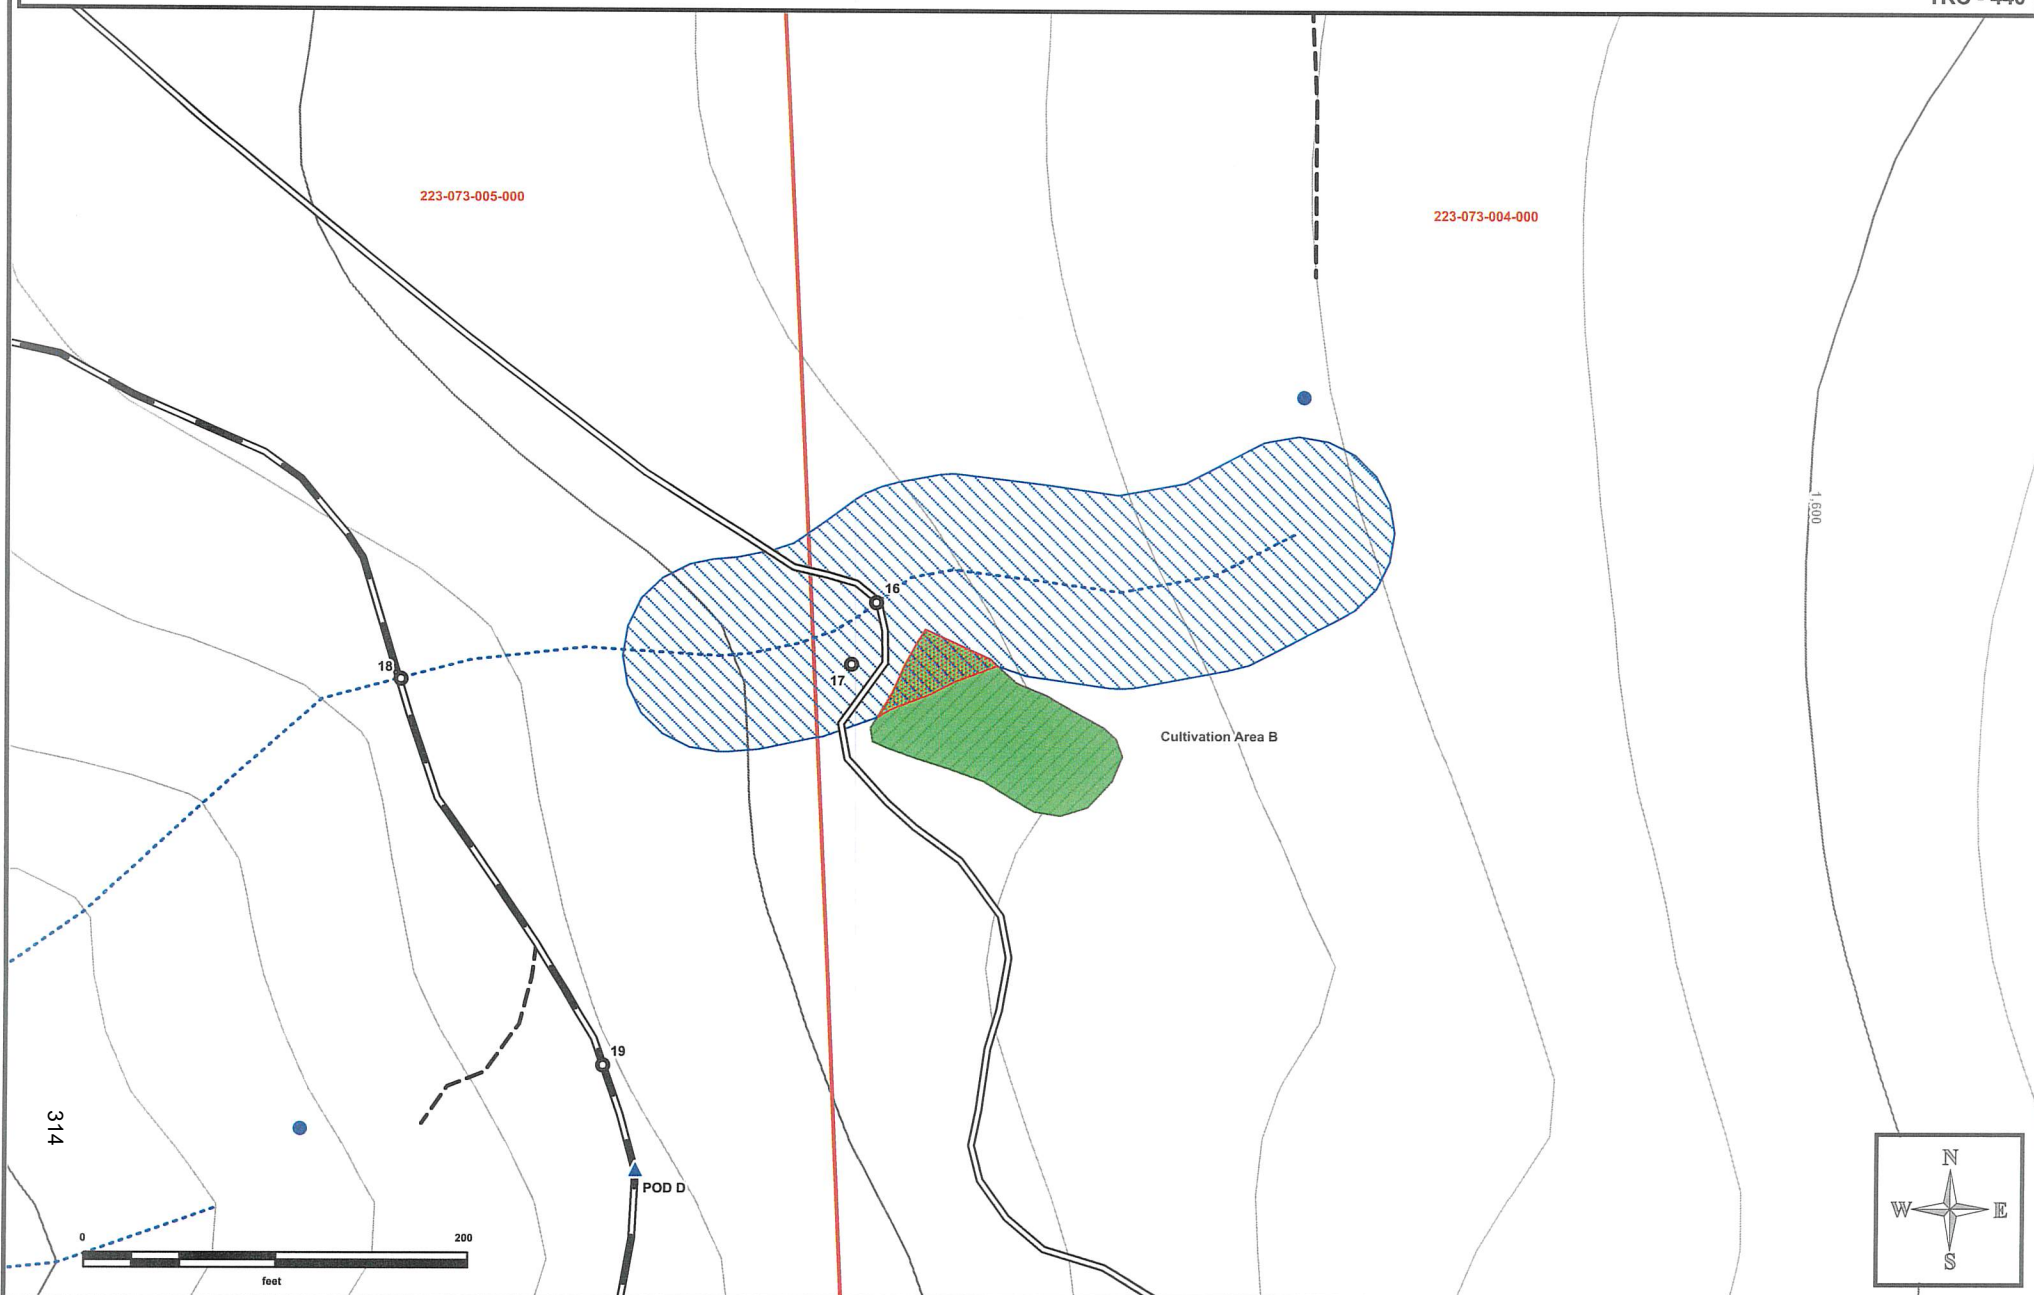 223-073-005-000
223-073-004-000
1,600
16
17
18
Cultivation Area B
19
314
POD D
0
200
feet
N
W
E
S